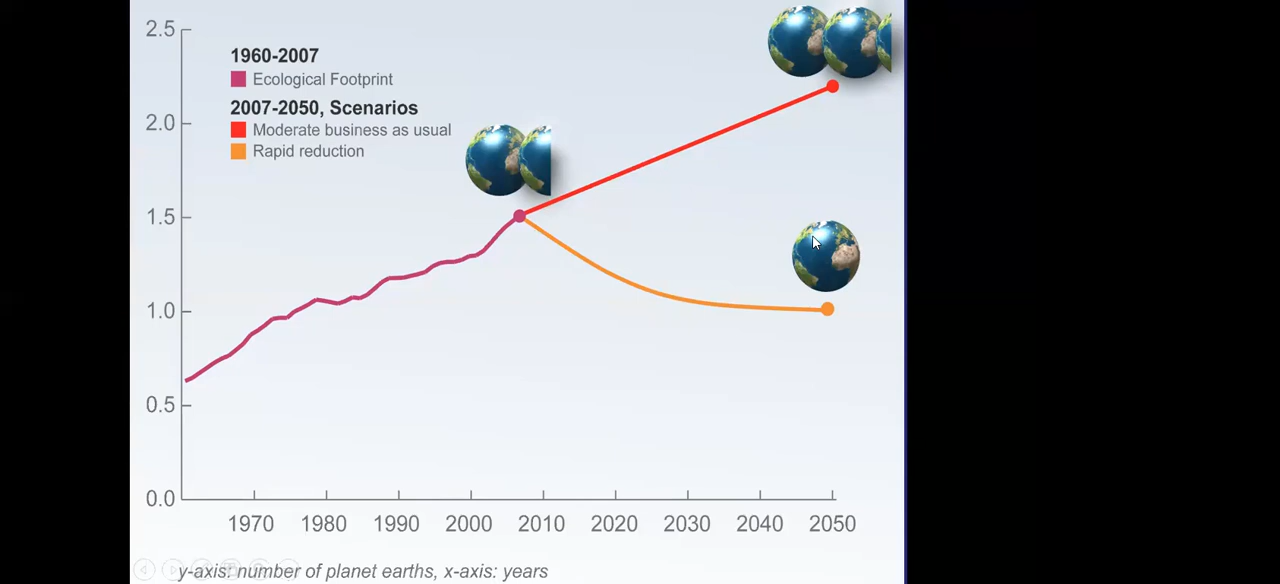 2.5
1960-2007
Ecological Footprint
2007-2050, Scenarios
2.0
Moderate business as usual
Rapid reduction
1.5
1.0
0.5
0.0
1970 1980 1990 2000 2010 2020 2030 2040 2050
y-axis: number of planet earths, x-axis: years